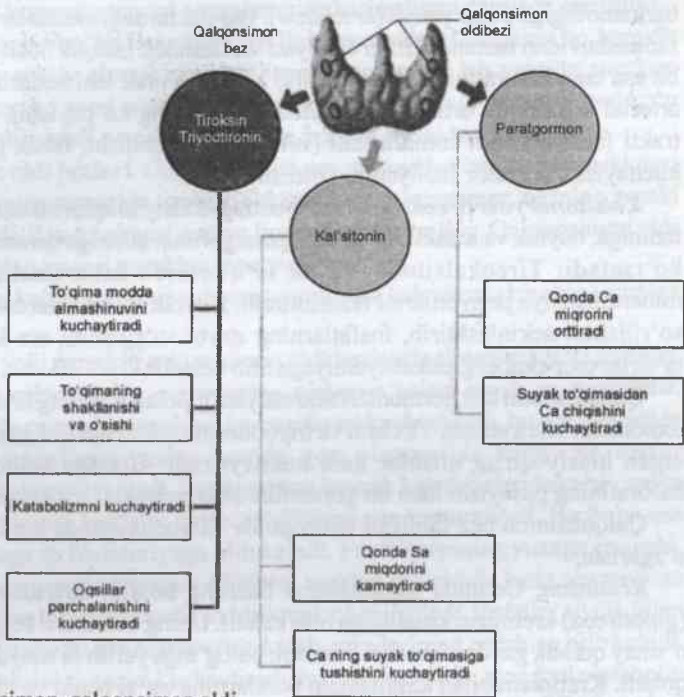 Qalqonsimon
bez
Qalqonsimon
oldibezi
Tiroksin
Triyodtironin
Paratgormon
Kal'sitonin
To'qima modda
almashinuvini
kuchaytiradi
To'qimaning
shakllanishi
va o'sishi
Katabolizmni kuchaytiradi
Oqsillar
parchalanishini
kuchaytiradi
Qonda Ca
miqrorini
orttiradi
Suyak to'qimasidan
Ca chiqishini
kuchaytiradi
Qonda Sa
miqdorini
kamaytiradi
Ca ning suyak to'qimasiga
tushishini kuchaytiradi